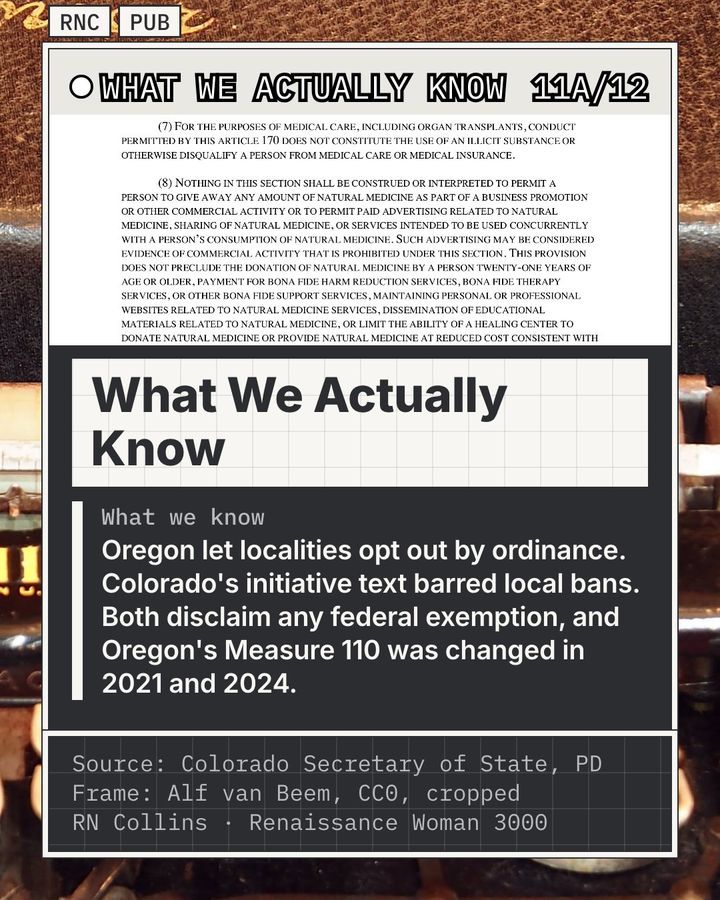 RNC PUB
WHAT WE ACTUALLY KNOW 11A/12
(7) FOR THE PURPOSES OF MEDICAL CARE, INCLUDING ORGAN TRANSPLANTS, CONDUCT
PERMITTED BY THIS ARTICLE 170 DOES NOT CONSTITUTE THE USE OF AN ILLICIT SUBSTANCE OR
OTHERWISE DISQUALIFY A PERSON FROM MEDICAL CARE OR MEDICAL INSURANCE.
(8) NOTHING IN THIS SECTION SHALL BE CONSTRUED OR INTERPRETED TO PERMIT A
PERSON TO GIVE AWAY ANY AMOUNT OF NATURAL MEDICINE AS PART OF A BUSINESS PROMOTION
OR OTHER COMMERCIAL ACTIVITY OR TO PERMIT PAID ADVERTISING RELATED TO NATURAL
MEDICINE, SHARING OF NATURAL MEDICINE, OR SERVICES INTENDED TO BE USED CONCURRENTLY
WITH A PERSON'S CONSUMPTION OF NATURAL MEDICINE. SUCH ADVERTISING MAY BE CONSIDERED
EVIDENCE OF COMMERCIAL ACTIVITY THAT IS PROHIBITED UNDER THIS SECTION. THIS PROVISION
DOES NOT PRECLUDE THE DONATION OF NATURAL MEDICINE BY A PERSON TWENTY-ONE YEARS OF
AGE OR OLDER, PAYMENT FOR BONA FIDE HARM REDUCTION SERVICES, BONA FIDE THERAPY
SERVICES, OR OTHER BONA FIDE SUPPORT SERVICES, MAINTAINING PERSONAL OR PROFESSIONAL
WEBSITES RELATED TO NATURAL MEDICINE SERVICES, DISSEMINATION OF EDUCATIONAL
MATERIALS RELATED TO NATURAL MEDICINE, OR LIMIT THE ABILITY OF A HEALING CENTER TO
DONATE NATURAL MEDICINE OR PROVIDE NATURAL MEDICINE AT REDUCED COST CONSISTENT WITH
What We Actually
Know
What we know
Oregon let localities opt out by ordinance.
Colorado's initiative text barred local bans.
Both disclaim any federal exemption, and
Oregon's Measure 110 was changed in
2021 and 2024.
Source: Colorado Secretary of State, PD
Frame: Alf van Beem, CC0, cropped
RN Collins · Renaissance Woman 3000